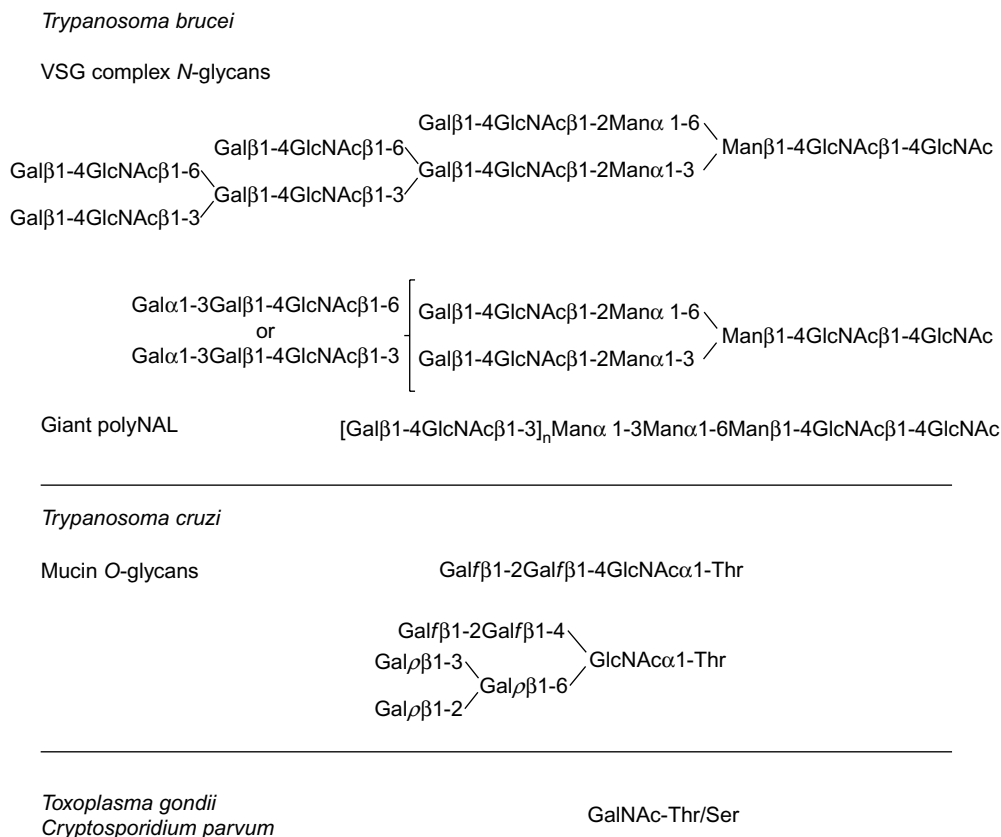 Trypanosoma brucei
VSG complex N-glycans
Galβ1-4GlcNAcβ1-2Manα 1-6
Galβ1-4GlcNAcβ1-6
Manβ1-4GlcNAcβ1-4GlcNAc
Galβ1-4GlcNAcβ1-6
Galβ1-4GlcNAcβ1-2Manα1-3
Galβ1-4GlcNAcβ1-3
Galβ1-4GlcNAcβ1-3
Galα1-3Galβ1-4GlcNAcβ1-6
Galβ1-4GlcNAcβ1-2Manα 1-6
or
Manβ1-4GlcNAcβ1-4GlcNAc
Galα1-3Galβ1-4GlcNAcβ1-3
Galβ1-4GlcNAcβ1-2Manα1-3
Giant polyNAL
[Galβ1-4GlcNAcβ1-3]nManα 1-3Manα1-6Manβ1-4GlcNAcβ1-4GlcNAc
Trypanosoma cruzi
Mucin O-glycans
Galfβ1-2Galfβ1-4GlcNAcα1-Thr
Galfβ1-2Galfβ1-4
GlcNAcα1-Thr
Galρβ1-3
Galρβ1-6
Galρβ1-2
Toxoplasma gondii
Cryptosporidium parvum
GalNAc-Thr/Ser